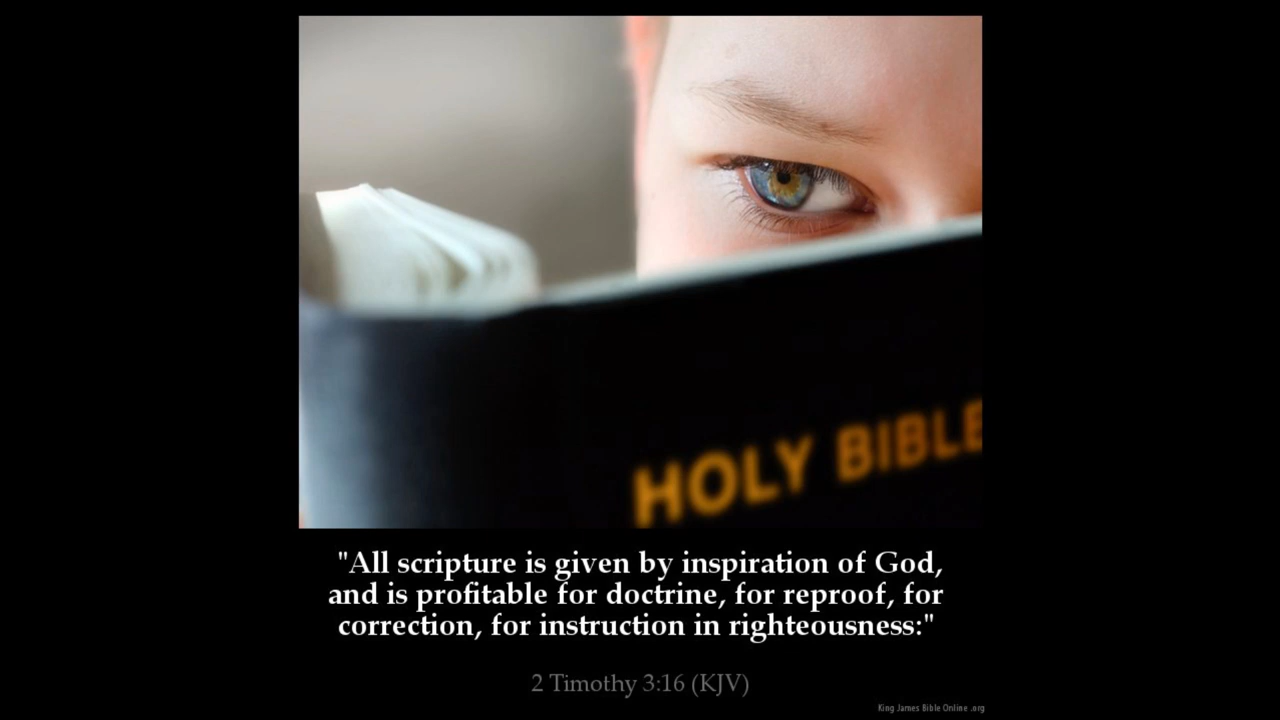 HOLY BIBLE
"All scripture is given by inspiration of God,
and is profitable for doctrine, for reproof, for
correction, for instruction in righteousness:"
2 Timothy 3:16 (KJV)
King James Bible Online .org